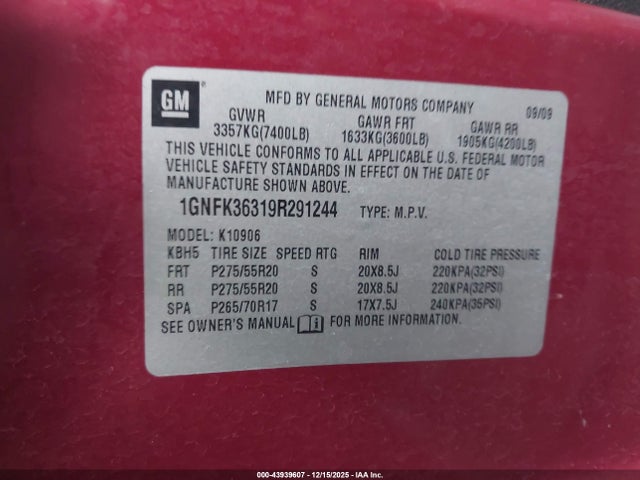 GM
MFD BY GENERAL MOTORS COMPANY 09/09
GVWR GAWR FRT GAWR RR
3357KG(7400LB) 1633KG(3600LB) 1905KG(4200LB)
THIS VEHICLE CONFORMS TO ALL APPLICABLE U.S. FEDERAL MOTOR
VEHICLE SAFETY STANDARDS IN EFFECT ON THE DATE OF
MANUFACTURE SHOWN ABOVE.
1GNFK36319R291244 TYPE: M.P.V.
MODEL: K10906
KBH5 TIRE SIZE SPEED RTG RIM COLD TIRE PRESSURE
FRT P275/55R20 S 20X8.5J 220KPA(32PSI)
RR P275/55R20 S 20X8.5J 220KPA(32PSI)
SPA P265/70R17 S 17X7.5J 240KPA(35PSI)
SEE OWNER'S MANUAL FOR MORE INFORMATION.
000-43939607 - 12/15/2025 - IAA Inc.